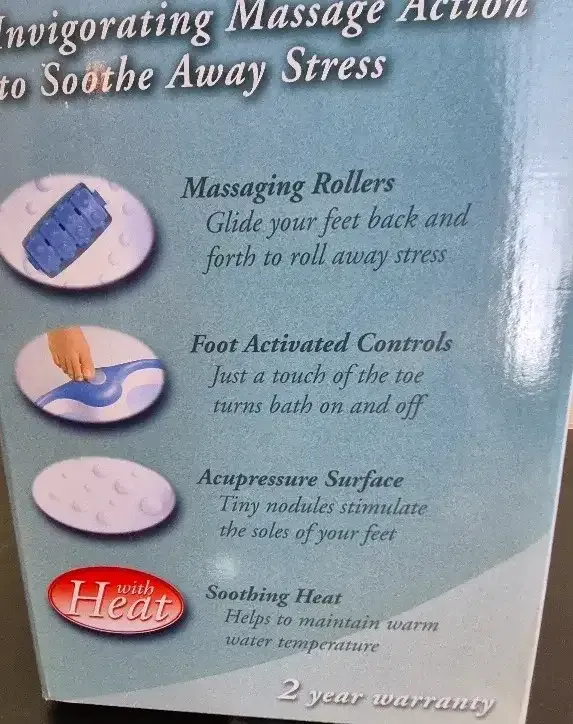 Invigorating Massage Action
to Soothe Away Stress
Massaging Rollers
Glide your feet back and
forth to roll away stress
Foot Activated Controls
Just a touch of the toe
turns bath on and off
Acupressure Surface
Tiny nodules stimulate
the soles of your feet
with
Heat
Soothing Heat
Helps to maintain warm
water temperature
2 year warranty